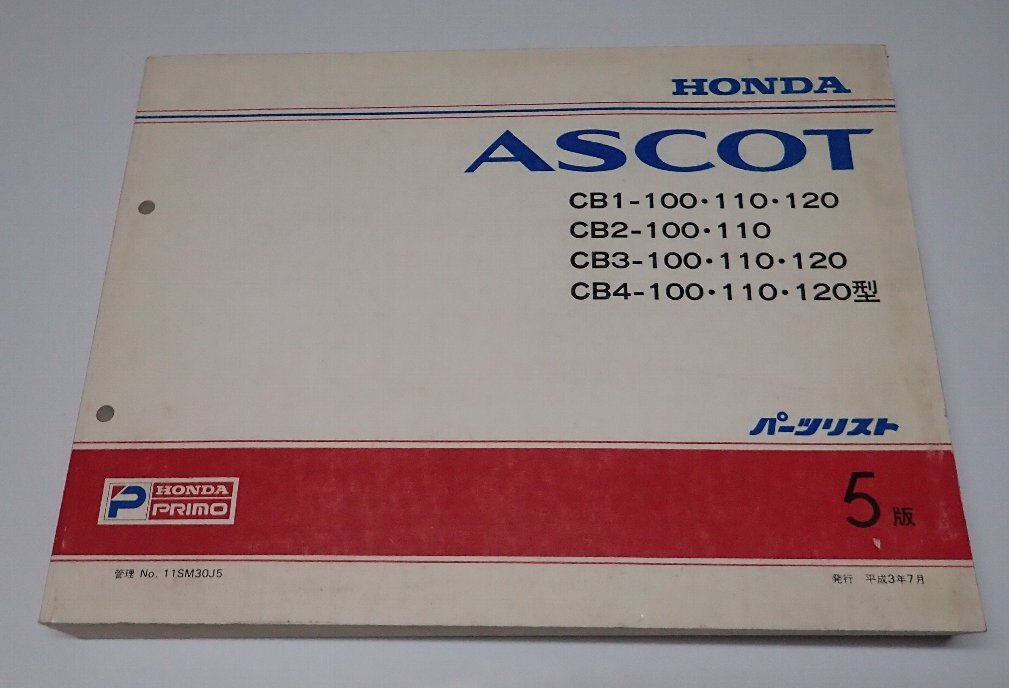 HONDA
ASCOT
CB1-100・110・120
CB2-100・110
CB3-100・110・120
CB4-100・110・120型
パーツリスト
HONDA
PRIMO
5版
管理 No. 11SM30J5
発行 平成3年7月